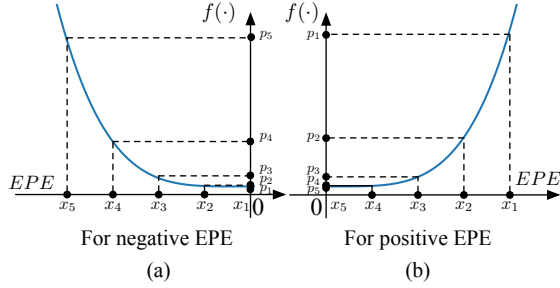 f(·)
p₅
p₄
p₃
p₂
p₁
EPE
x₅ x₄ x₃ x₂ x₁ 0
For negative EPE
(a)
f(·)
p₁
p₂
p₃
p₄
p₅
EPE
0 x₅ x₄ x₃ x₂ x₁
For positive EPE
(b)